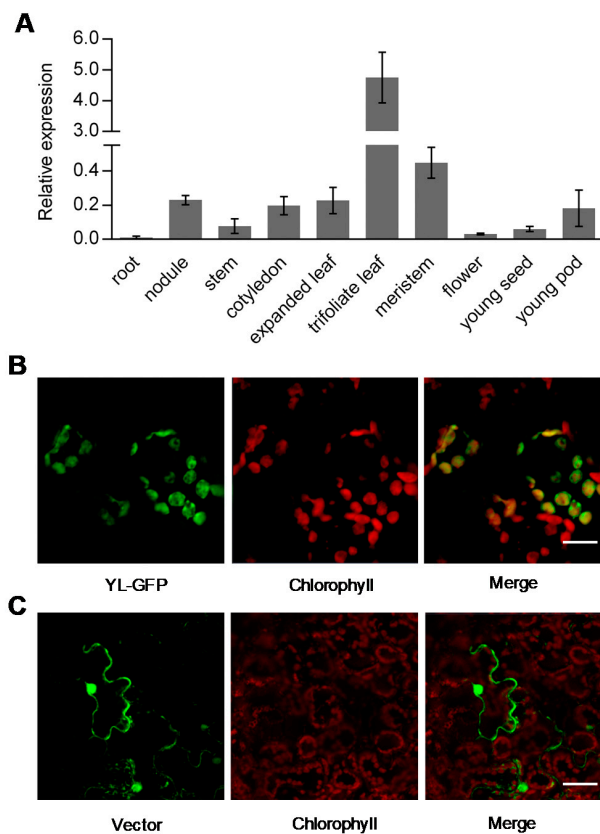 A
Relative expression
6.0
5.0
4.0
3.0
0.4
0.2
0.0
root
nodule
stem
cotyledon
expanded leaf
trifoliate leaf
meristem
flower
young seed
young pod
B
YL-GFP Chlorophyll Merge
C
Vector Chlorophyll Merge